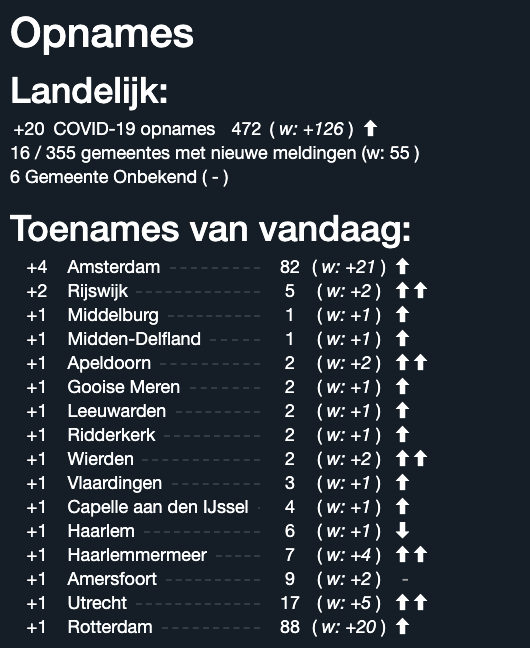 Opnames
Landelijk:
+20 COVID-19 opnames 472 ( w: +126 ) ⬆
16 / 355 gemeentes met nieuwe meldingen (w: 55 )
6 Gemeente Onbekend ( - )
Toenames van vandaag:
+4 Amsterdam ---------- 82 ( w: +21 ) ⬆
+2 Rijswijk -------------- 5 ( w: +2 ) ⬆⬆
+1 Middelburg ---------- 1 ( w: +1 ) ⬆
+1 Midden-Delfland ------ 1 ( w: +1 ) ⬆
+1 Apeldoorn ----------- 2 ( w: +2 ) ⬆⬆
+1 Gooise Meren -------- 2 ( w: +1 ) ⬆
+1 Leeuwarden --------- 2 ( w: +1 ) ⬆
+1 Ridderkerk ----------- 2 ( w: +1 ) ⬆
+1 Wierden ------------- 2 ( w: +2 ) ⬆⬆
+1 Vlaardingen ---------- 3 ( w: +1 ) ⬆
+1 Capelle aan den IJssel - 4 ( w: +1 ) ⬆
+1 Haarlem ------------- 6 ( w: +1 ) ⬇
+1 Haarlemmermeer ----- 7 ( w: +4 ) ⬆⬆
+1 Amersfoort ----------- 9 ( w: +2 ) -
+1 Utrecht -------------- 17 ( w: +5 ) ⬆⬆
+1 Rotterdam ----------- 88 ( w: +20 ) ⬆